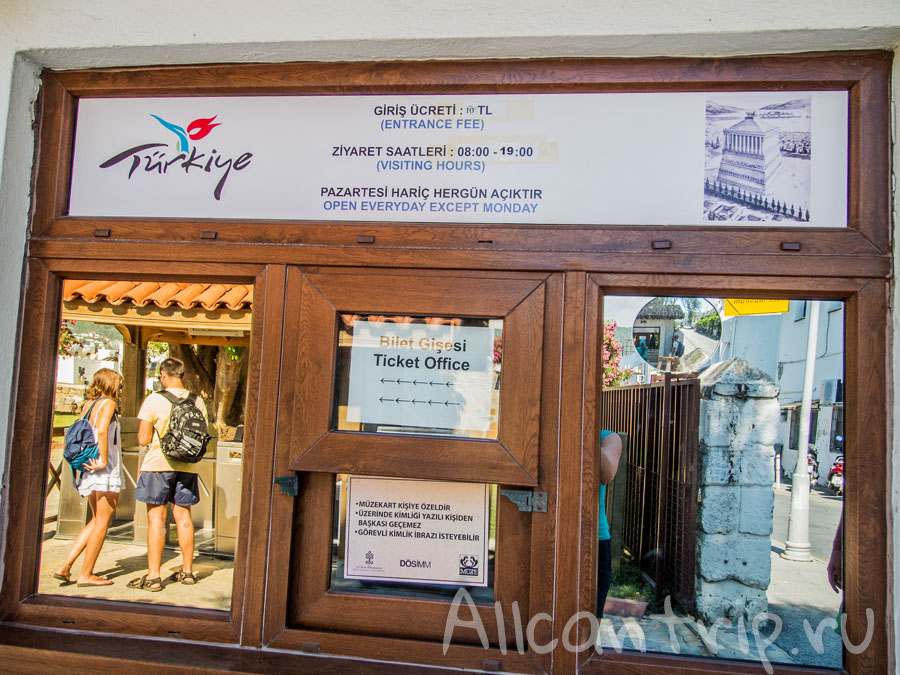 Türkiye
GİRİŞ ÜCRETİ : 10 TL
(ENTRANCE FEE)
ZİYARET SAATLERİ : 08:00 - 19:00
(VISITING HOURS)
PAZARTESİ HARİÇ HERGÜN AÇIKTIR
OPEN EVERYDAY EXCEPT MONDAY
Bilet Gişesi
Ticket Office
•MÜZEKART KİŞİYE ÖZELDİR
•ÜZERİNDE KİMLİĞİ YAZILI KİŞİDEN
BAŞKASI GEÇEMEZ
•GÖREVLİ KİMLİK İBRAZI İSTEYEBİLİR
DÖSİMM
Allcantrip.ru